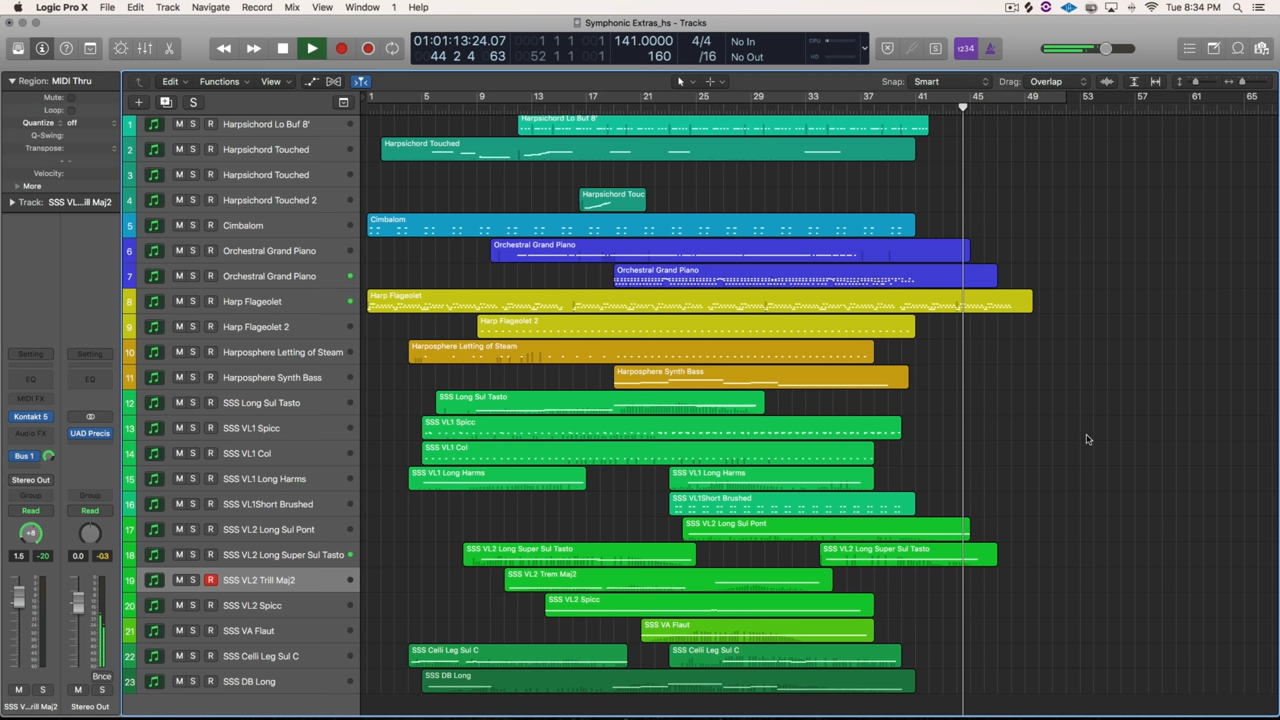 Logic Pro X File Edit Track Navigate Record Mix View Window 1 Help Tue 8:34 PM
Symphonic Extras_hs - Tracks
01:01:13:24.07 0001 1 1 1 141.0000 4/4 No In CPU
44 2 4 63 0052 1 1 1 160 /16 No Out HD
1234
Region: MIDI Thru Edit Functions View Snap: Smart Drag: Overlap
Mute:
Loop:
Quantize off
Q-Swing:
Transpose:
Velocity:
More
Track: SSS VL...ill Maj2
S
1 5 9 13 17 21 25 29 33 37 41 45 49 53 57 61 65
1 M S R Harpsichord Lo Buf 8' Harpsichord Lo Buf 8'
2 M S R Harpsichord Touched Harpsichord Touched
3 M S R Harpsichord Touched
4 M S R Harpsichord Touched 2 Harpsichord Touc
5 M S R Cimbalom Cimbalom
6 M S R Orchestral Grand Piano Orchestral Grand Piano
7 M S R Orchestral Grand Piano Orchestral Grand Piano
8 M S R Harp Flageolet Harp Flageolet
9 M S R Harp Flageolet 2 Harp Flageolet 2
10 M S R Harposphere Letting of Steam Harposphere Letting of Steam
11 M S R Harposphere Synth Bass Harposphere Synth Bass
12 M S R SSS Long Sul Tasto SSS Long Sul Tasto
13 M S R SSS VL1 Spicc SSS VL1 Spicc
14 M S R SSS VL1 Col SSS VL1 Col
15 M S R SSS VL1 Long Harms SSS VL1 Long Harms SSS VL1 Long Harms
16 M S R SSS VL1Short Brushed SSS VL1Short Brushed
17 M S R SSS VL2 Long Sul Pont SSS VL2 Long Sul Pont
18 M S R SSS VL2 Long Super Sul Tasto SSS VL2 Long Super Sul Tasto SSS VL2 Long Super Sul Tasto
19 M S R SSS VL2 Trill Maj2 SSS VL2 Trem Maj2
20 M S R SSS VL2 Spicc SSS VL2 Spicc
21 M S R SSS VA Flaut SSS VA Flaut
22 M S R SSS Celli Leg Sul C SSS Celli Leg Sul C SSS Celli Leg Sul C
23 M S R SSS DB Long SSS DB Long
Setting Setting
EQ EQ
MIDI FX
Kontakt 5
Audio FX UAD Precis
Bus 1
Stereo Out
Group Group
Read Read
+8
1.5 -20 0.0 -0.3
Bnce
M S M S
SSS V...rill Maj2 Stereo Out